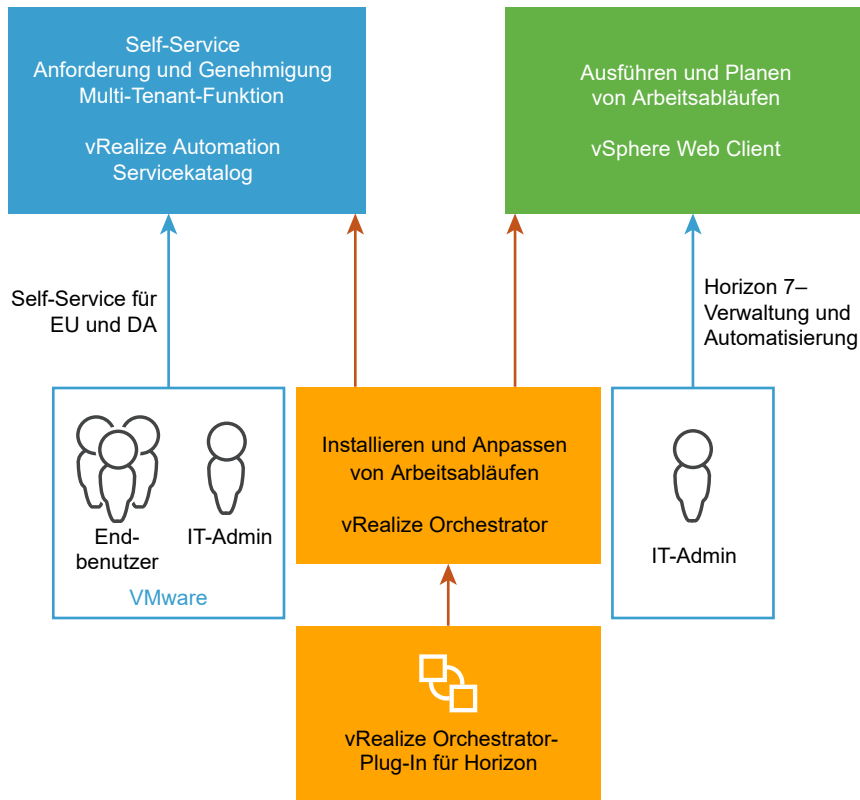 Self-Service
Anforderung und Genehmigung
Multi-Tenant-Funktion
vRealize Automation
Servicekatalog
Ausführen und Planen
von Arbeitsabläufen
vSphere Web Client
Self-Service für
EU und DA
Horizon 7–
Verwaltung und
Automatisierung
End-
benutzer
IT-Admin
VMware
Installieren und Anpassen
von Arbeitsabläufen
vRealize Orchestrator
IT-Admin
vRealize Orchestrator-
Plug-In für Horizon